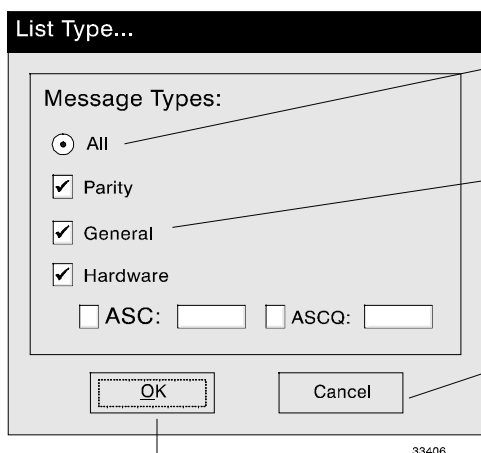 List Type...
Message Types:
All
Parity
General
Hardware
ASC: ASCQ:
OK Cancel
33406